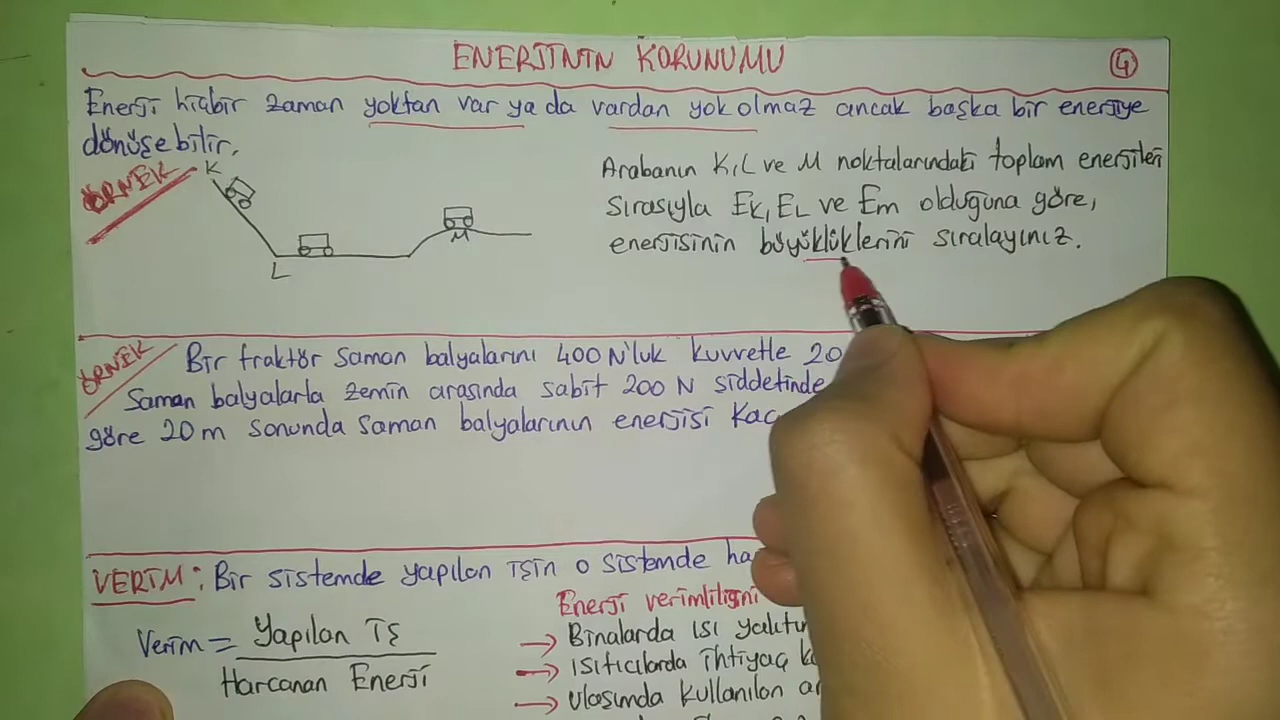 ENERJİNİN KORUNUMU
4
Enerji hiçbir zaman yoktan var ya da vardan yok olmaz ancak başka bir enerjiye
dönüşebilir.
ÖRNEK
K
L
M
Arabanın K, L ve M noktalarındaki toplam enerjileri
sırasıyla EK, EL ve Em olduğuna göre,
enerjisinin büyüklüklerini sıralayınız.
ÖRNEK
Bir traktör saman balyalarını 400 N'luk kuvvetle 20
Saman balyalarla zemin arasında sabit 200 N şiddetinde
göre 20 m sonunda saman balyalarının enerjisi kaç
VERİM: Bir sistemde yapılan işin o sistemde ha
Verim = Yapılan İş
Harcanan Enerji
Enerji verimliliğini
→ Binalarda ısı yalıtım
→ Isıtıcılarda ihtiyaç
→ Ulaşımda kullanılan